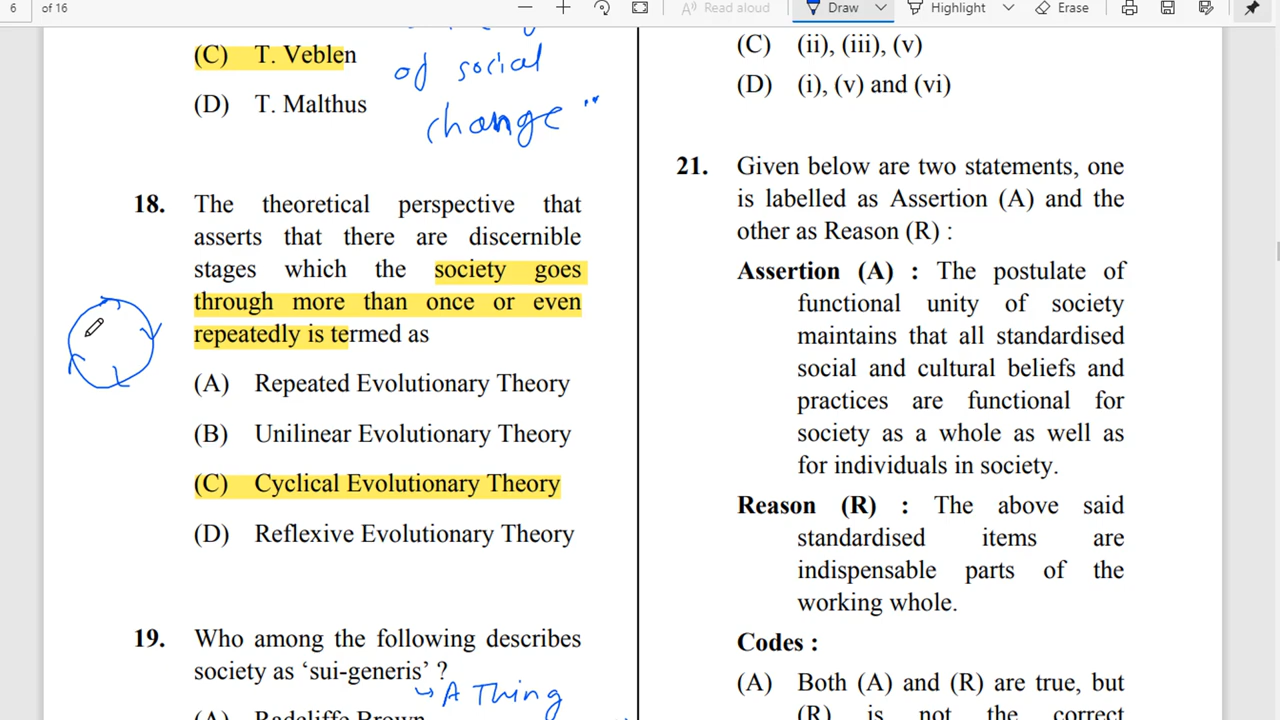 6 of 16
Read aloud
Draw
Highlight
Erase
(C) T. Veblen
of social
(D) T. Malthus
change "
18. The theoretical perspective that
asserts that there are discernible
stages which the society goes
through more than once or even
repeatedly is termed as
(A) Repeated Evolutionary Theory
(B) Unilinear Evolutionary Theory
(C) Cyclical Evolutionary Theory
(D) Reflexive Evolutionary Theory
19. Who among the following describes
society as ‘sui-generis’ ?
A Thing
(A) Radcliffe Brown
(C) (ii), (iii), (v)
(D) (i), (v) and (vi)
21. Given below are two statements, one
is labelled as Assertion (A) and the
other as Reason (R) :
Assertion (A) : The postulate of
functional unity of society
maintains that all standardised
social and cultural beliefs and
practices are functional for
society as a whole as well as
for individuals in society.
Reason (R) : The above said
standardised items are
indispensable parts of the
working whole.
Codes :
(A) Both (A) and (R) are true, but
(R) is not the correct